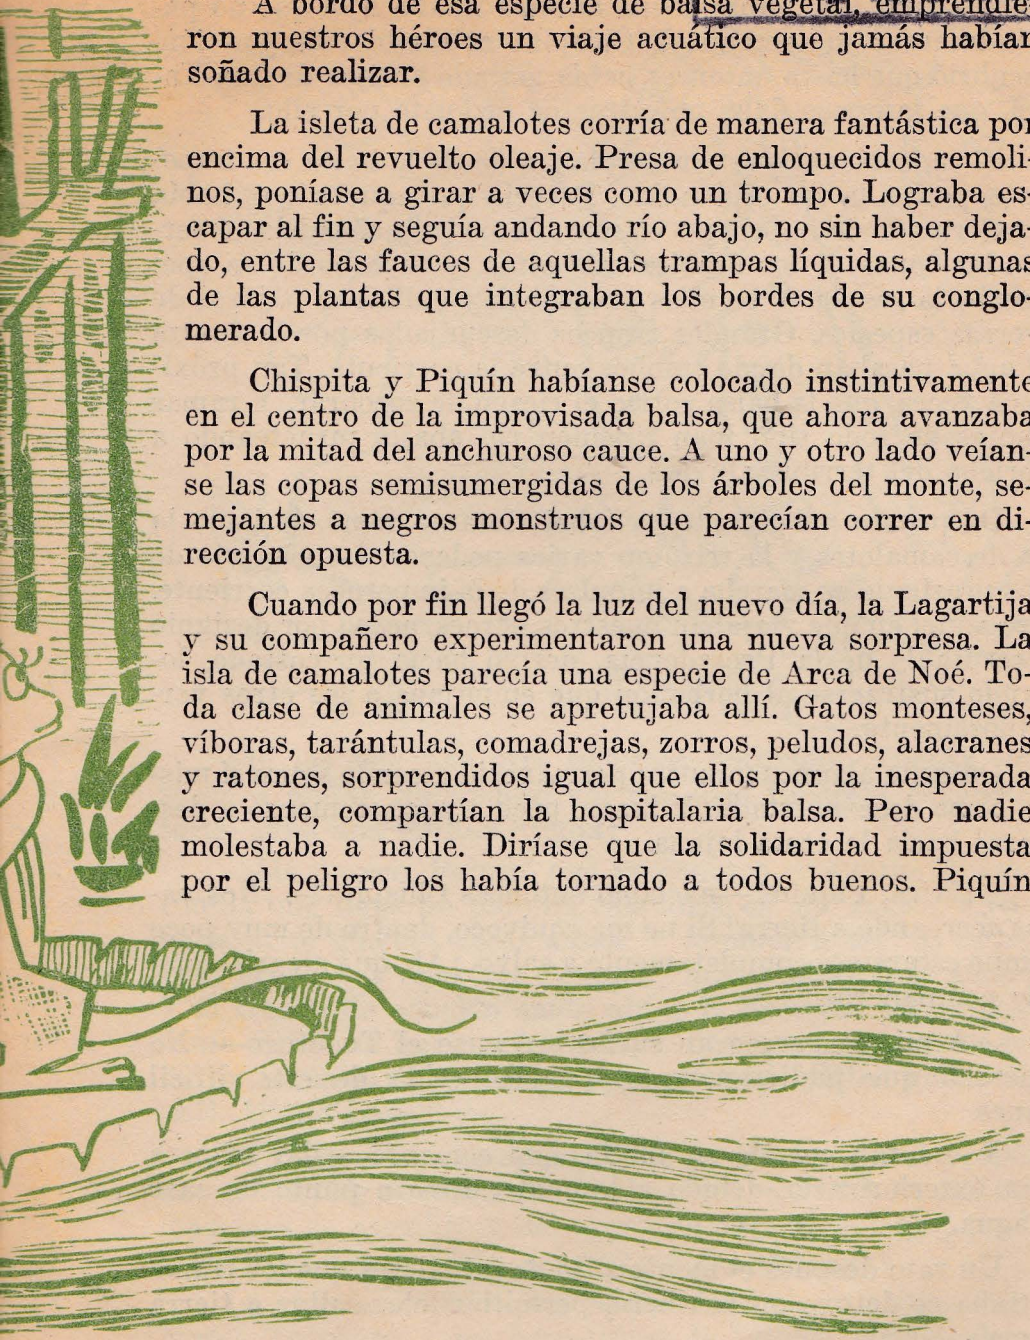 A bordo de esa especie de balsa vegetal, emprendie-
ron nuestros héroes un viaje acuático que jamás habían
soñado realizar.
La isleta de camalotes corría de manera fantástica por
encima del revuelto oleaje. Presa de enloquecidos remoli-
nos, poníase a girar a veces como un trompo. Lograba es-
capar al fin y seguía andando río abajo, no sin haber deja-
do, entre las fauces de aquellas trampas líquidas, algunas
de las plantas que integraban los bordes de su conglo-
merado.
Chispita y Piquín habíanse colocado instintivamente
en el centro de la improvisada balsa, que ahora avanzaba
por la mitad del anchuroso cauce. A uno y otro lado veían-
se las copas semisumergidas de los árboles del monte, se-
mejantes a negros monstruos que parecían correr en di-
rección opuesta.
Cuando por fin llegó la luz del nuevo día, la Lagartija
y su compañero experimentaron una nueva sorpresa. La
isla de camalotes parecía una especie de Arca de Noé. To-
da clase de animales se apretujaba allí. Gatos monteses,
víboras, tarántulas, comadrejas, zorros, peludos, alacranes
y ratones, sorprendidos igual que ellos por la inesperada
creciente, compartían la hospitalaria balsa. Pero nadie
molestaba a nadie. Diríase que la solidaridad impuesta
por el peligro los había tornado a todos buenos. Piquín